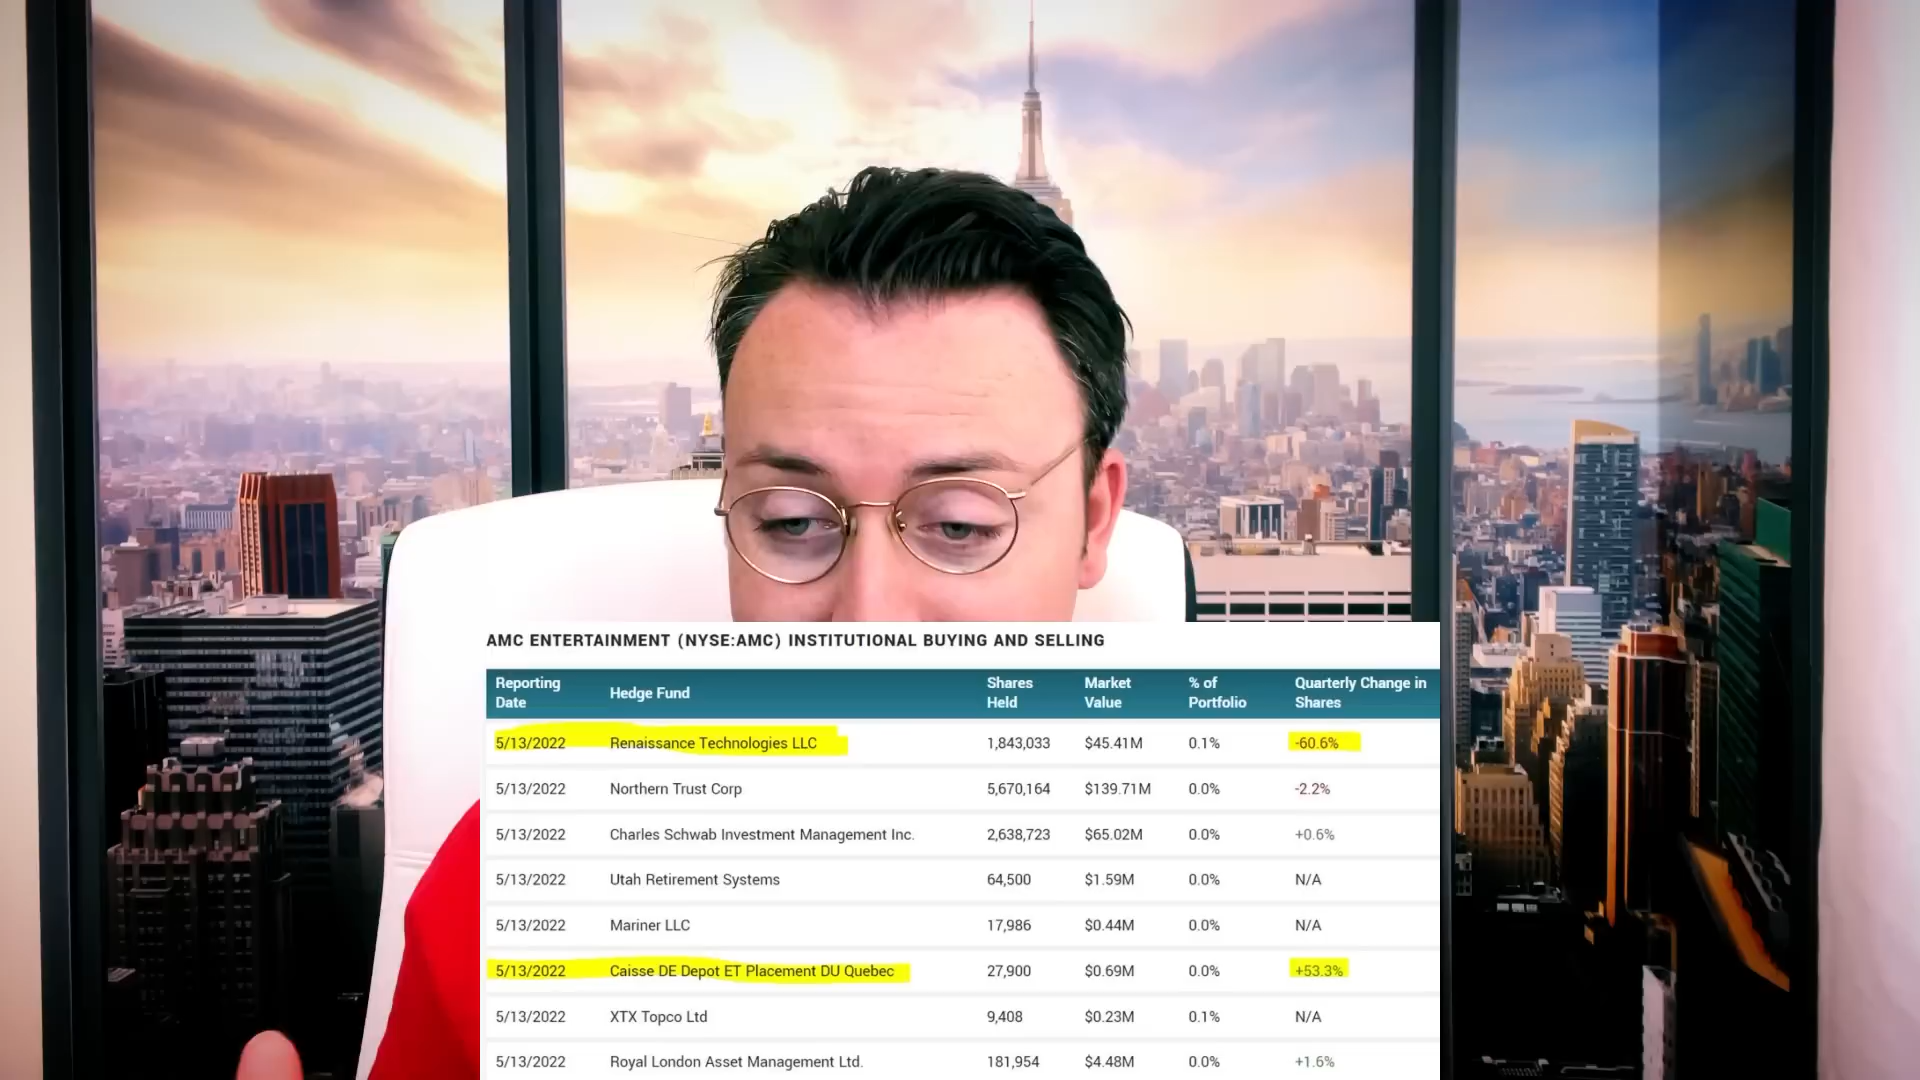 AMC ENTERTAINMENT (NYSE:AMC) INSTITUTIONAL BUYING AND SELLING
Reporting Date Hedge Fund Shares Held Market Value % of Portfolio Quarterly Change in Shares
5/13/2022 Renaissance Technologies LLC 1,843,033 $45.41M 0.1% -60.6%
5/13/2022 Northern Trust Corp 5,670,164 $139.71M 0.0% -2.2%
5/13/2022 Charles Schwab Investment Management Inc. 2,638,723 $65.02M 0.0% +0.6%
5/13/2022 Utah Retirement Systems 64,500 $1.59M 0.0% N/A
5/13/2022 Mariner LLC 17,986 $0.44M 0.0% N/A
5/13/2022 Caisse DE Depot ET Placement DU Quebec 27,900 $0.69M 0.0% +53.3%
5/13/2022 XTX Topco Ltd 9,408 $0.23M 0.1% N/A
5/13/2022 Royal London Asset Management Ltd. 181,954 $4.48M 0.0% +1.6%